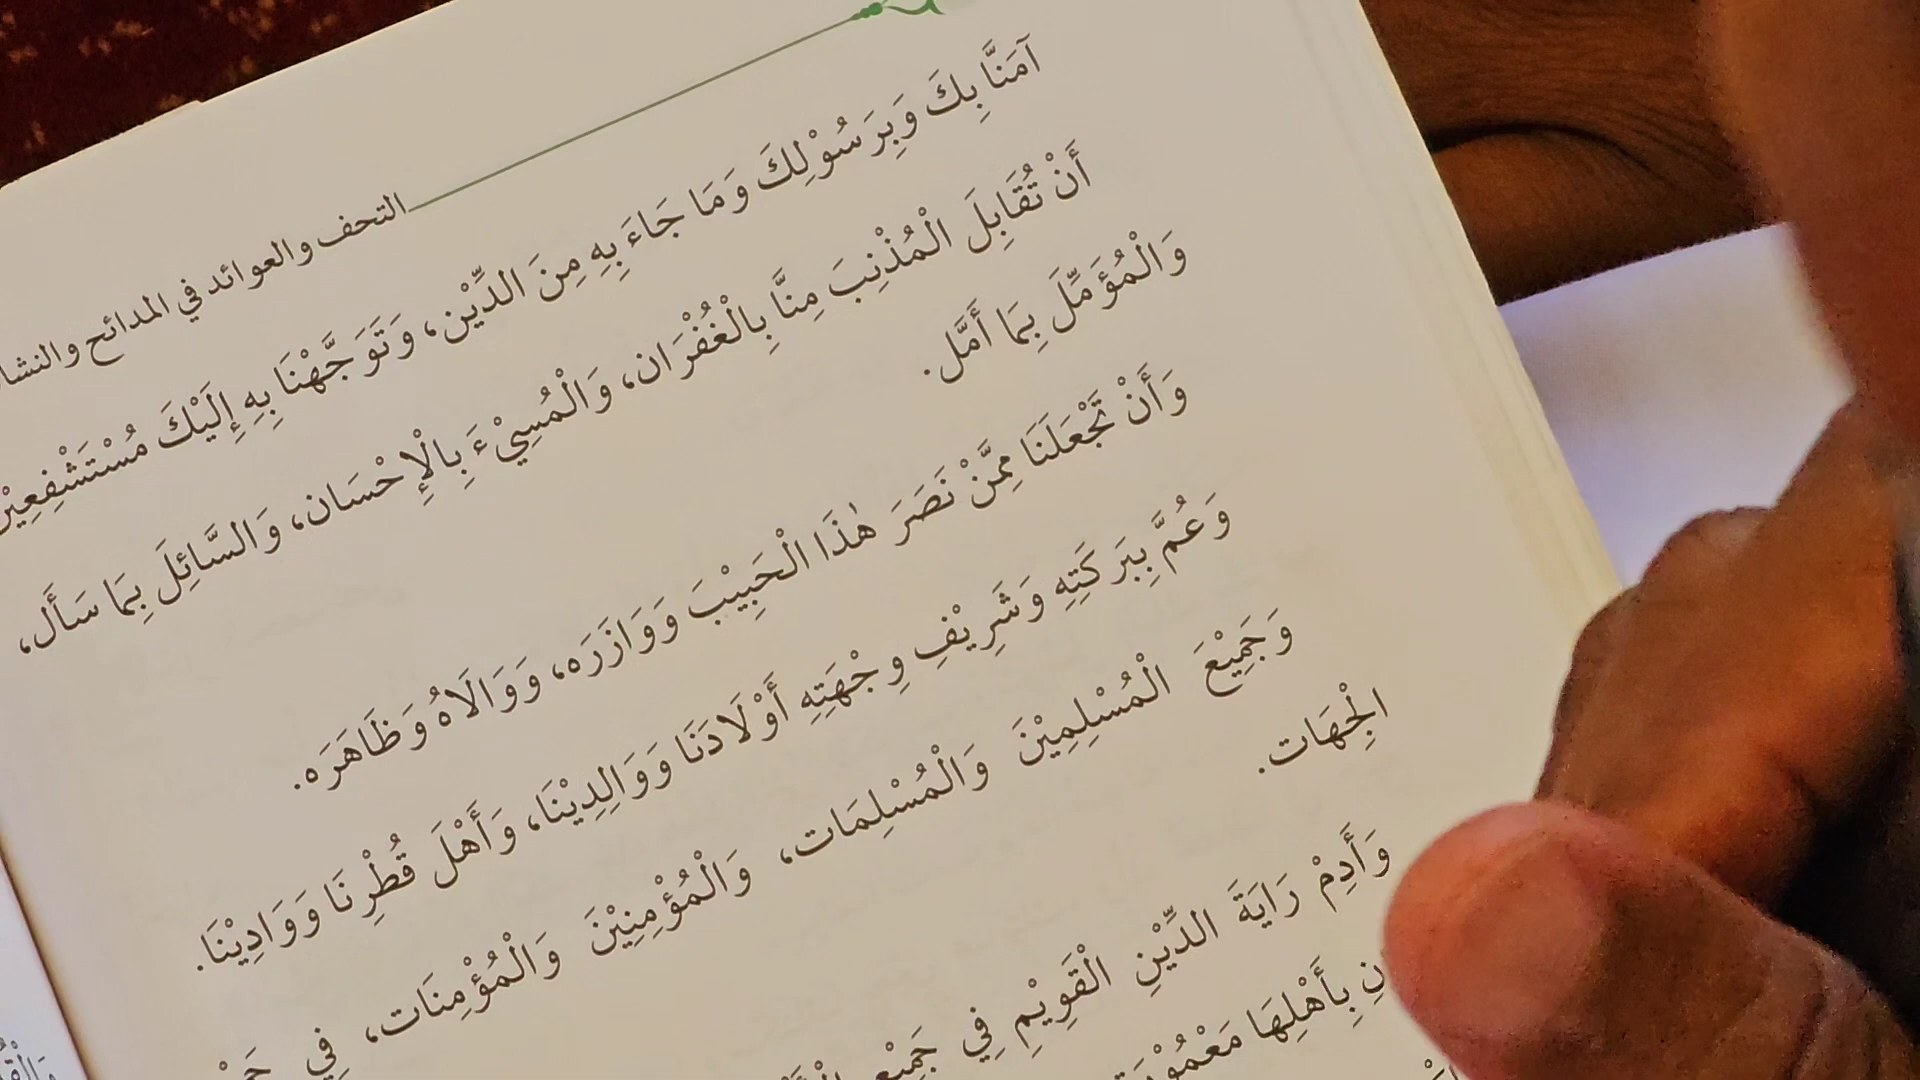 التحف والعوائد في المدائح والنشا
آمَنَّا بِكَ وَبِرَسُوْلِكَ وَمَا جَاءَ بِهِ مِنَ الدِّيْن، وَتَوَجَّهْنَا بِهِ إِلَيْكَ مُسْتَشْفِعِيْ
أَنْ تُقَابِلَ الْمُذْنِبَ مِنَّا بِالْغُفْرَان، وَالْمُسِيْءَ بِالْإِحْسَان، وَالسَّائِلَ بِمَا سَأَل،
وَالْمُؤَمِّلَ بِمَا أَمَّل.
وَأَنْ تَجْعَلَنَا مِمَّنْ نَصَرَ هٰذَا الْحَبِيْبَ وَوَازَرَه، وَوَالَاهُ وَظَاهَرَه.
وَعُمَّ بِبَرَكَتِهِ وَشَرِيْفِ وِجْهَتِهِ أَوْلَادَنَا وَوَالِدِيْنَا، وَأَهْلَ قُطْرِنَا وَوَادِيْنَا.
وَجَمِيْعَ الْمُسْلِمِيْنَ وَالْمُسْلِمَات، وَالْمُؤْمِنِيْنَ وَالْمُؤْمِنَات، فِي
الْجِهَات.
وَأَدِمْ رَايَةَ الدِّيْنِ الْقَوِيْمِ فِي جَمِيْعِ
بِأَهْلِهَا